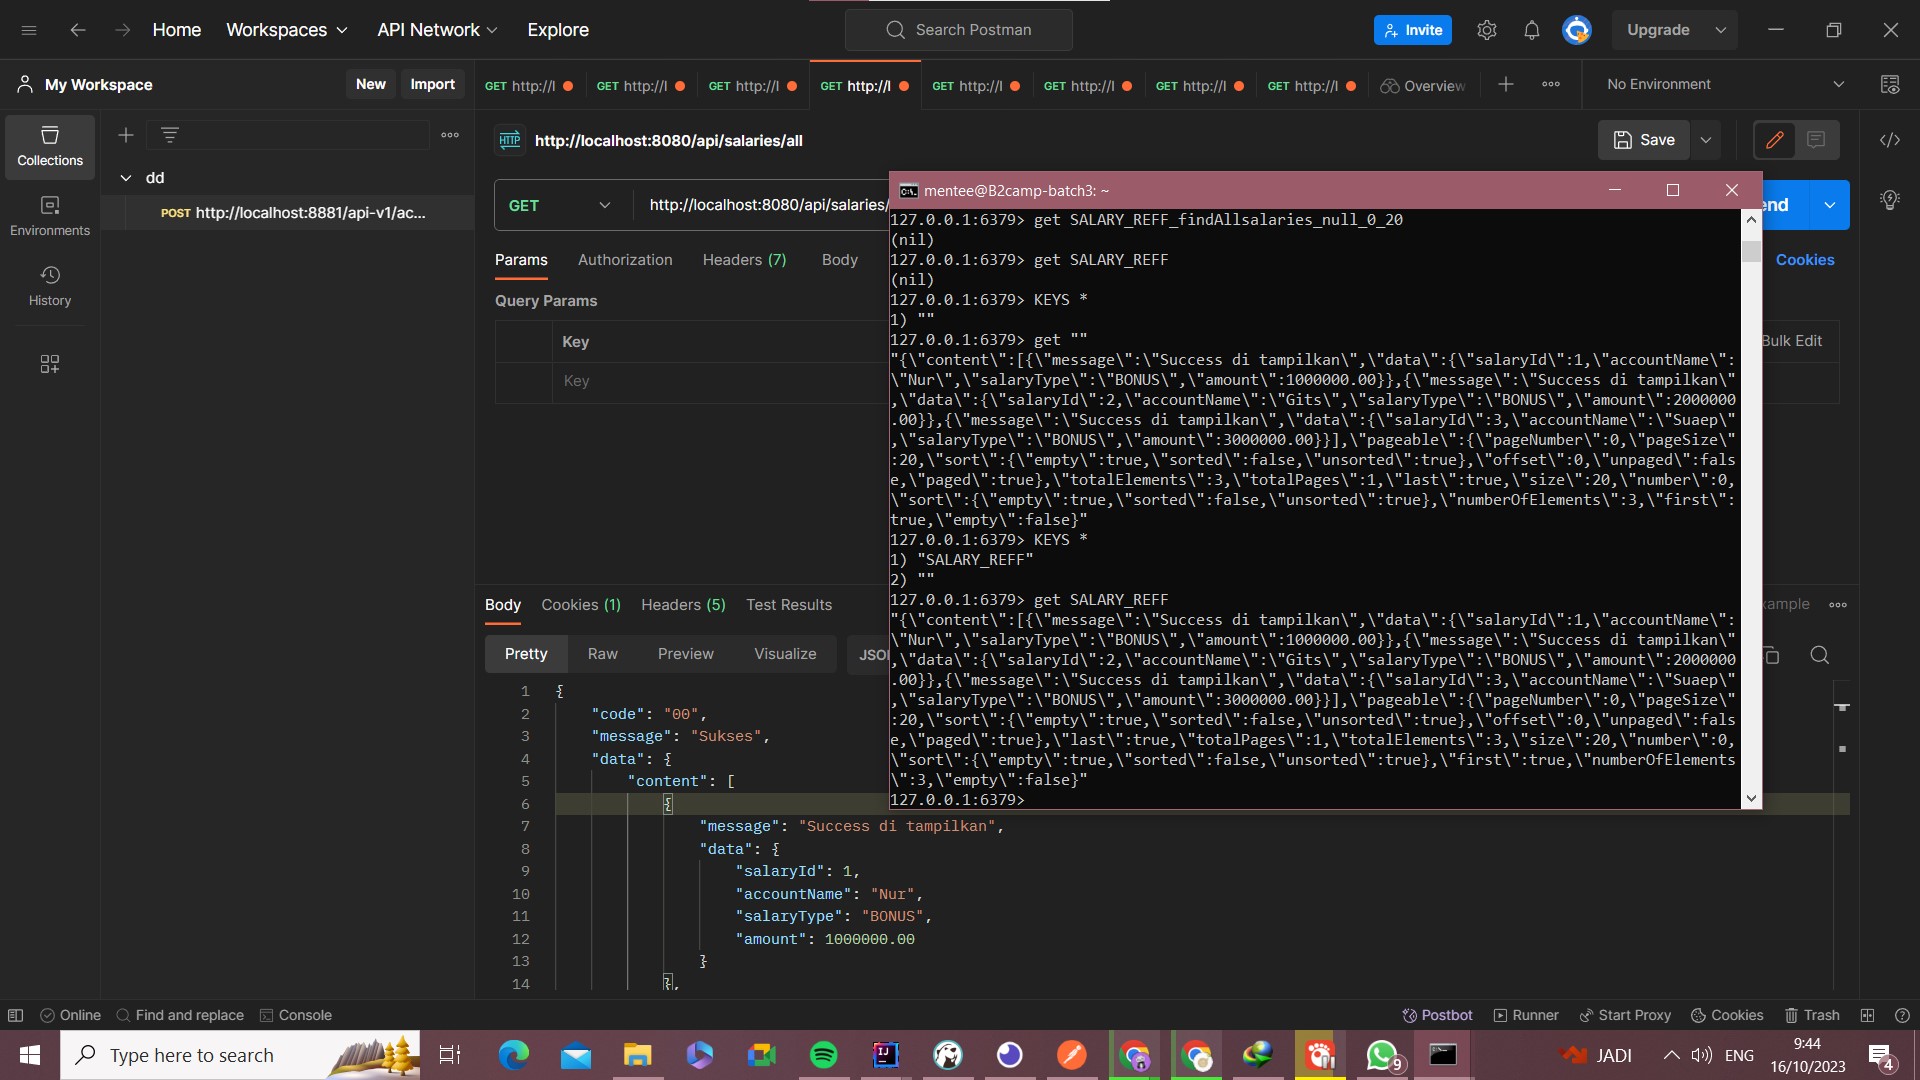 Home
Workspaces
API Network
Explore
Search Postman
Invite
Upgrade
My Workspace
New
Import
GET http://l
GET http://l
GET http://l
GET http://l
GET http://l
GET http://l
GET http://l
GET http://l
Overview
No Environment
Collections
Environments
History
dd
POST http://localhost:8881/api-v1/ac...
HTTP
http://localhost:8080/api/salaries/all
Save
GET
http://localhost:8080/api/salaries/
end
Params
Authorization
Headers (7)
Body
Cookies
Query Params
Key
Bulk Edit
Key
mentee@B2camp-batch3: ~
127.0.0.1:6379> get SALARY_REFF_findAllsalaries_null_0_20
(nil)
127.0.0.1:6379> get SALARY_REFF
(nil)
127.0.0.1:6379> KEYS *
1) ""
127.0.0.1:6379> get ""
"{\"content\":[{\"message\":\"Success di tampilkan\",\"data\":{\"salaryId\":1,\"accountName\":
\"Nur\",\"salaryType\":\"BONUS\",\"amount\":1000000.00}},{\"message\":\"Success di tampilkan\"
,\"data\":{\"salaryId\":2,\"accountName\":\"Gits\",\"salaryType\":\"BONUS\",\"amount\":2000000
.00}},{\"message\":\"Success di tampilkan\",\"data\":{\"salaryId\":3,\"accountName\":\"Suaep\"
,\"salaryType\":\"BONUS\",\"amount\":3000000.00}}],\"pageable\":{\"pageNumber\":0,\"pageSize\"
:20,\"sort\":{\"empty\":true,\"sorted\":false,\"unsorted\":true},\"offset\":0,\"unpaged\":fals
e,\"paged\":true},\"totalElements\":3,\"totalPages\":1,\"last\":true,\"size\":20,\"number\":0,
\"sort\":{\"empty\":true,\"sorted\":false,\"unsorted\":true},\"numberOfElements\":3,\"first\":
true,\"empty\":false}"
127.0.0.1:6379> KEYS *
1) "SALARY_REFF"
2) ""
127.0.0.1:6379> get SALARY_REFF
"{\"content\":[{\"message\":\"Success di tampilkan\",\"data\":{\"salaryId\":1,\"accountName\":
\"Nur\",\"salaryType\":\"BONUS\",\"amount\":1000000.00}},{\"message\":\"Success di tampilkan\"
,\"data\":{\"salaryId\":2,\"accountName\":\"Gits\",\"salaryType\":\"BONUS\",\"amount\":2000000
.00}},{\"message\":\"Success di tampilkan\",\"data\":{\"salaryId\":3,\"accountName\":\"Suaep\"
,\"salaryType\":\"BONUS\",\"amount\":3000000.00}}],\"pageable\":{\"pageNumber\":0,\"pageSize\"
:20,\"sort\":{\"empty\":true,\"sorted\":false,\"unsorted\":true},\"offset\":0,\"unpaged\":fals
e,\"paged\":true},\"last\":true,\"totalPages\":1,\"totalElements\":3,\"size\":20,\"number\":0,
\"sort\":{\"empty\":true,\"sorted\":false,\"unsorted\":true},\"first\":true,\"numberOfElements
\":3,\"empty\":false}"
127.0.0.1:6379>
Body
Cookies (1)
Headers (5)
Test Results
xample
Pretty
Raw
Preview
Visualize
JSO
1 {
2 "code": "00",
3 "message": "Sukses",
4 "data": {
5 "content": [
6 {
7 "message": "Success di tampilkan",
8 "data": {
9 "salaryId": 1,
10 "accountName": "Nur",
11 "salaryType": "BONUS",
12 "amount": 1000000.00
13 }
14 },
Online
Find and replace
Console
Postbot
Runner
Start Proxy
Cookies
Trash
Type here to search
IJ
9
JADI
ENG
9:44
16/10/2023
4